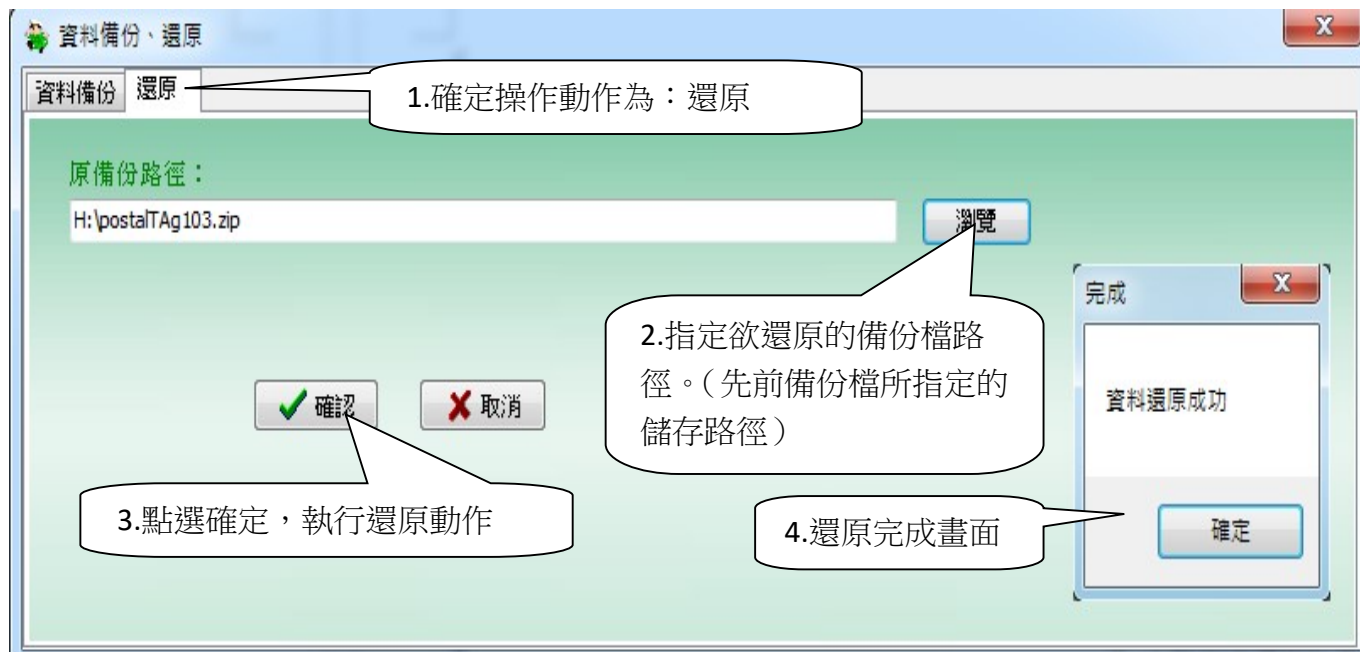 資料備份、還原
資料備份 還原
1.確定操作動作為：還原
原備份路徑：
H:\postalTAg103.zip
瀏覽
2.指定欲還原的備份檔路
徑。（先前備份檔所指定的
儲存路徑）
完成
資料還原成功
確認 取消
3.點選確定，執行還原動作
4.還原完成畫面
確定